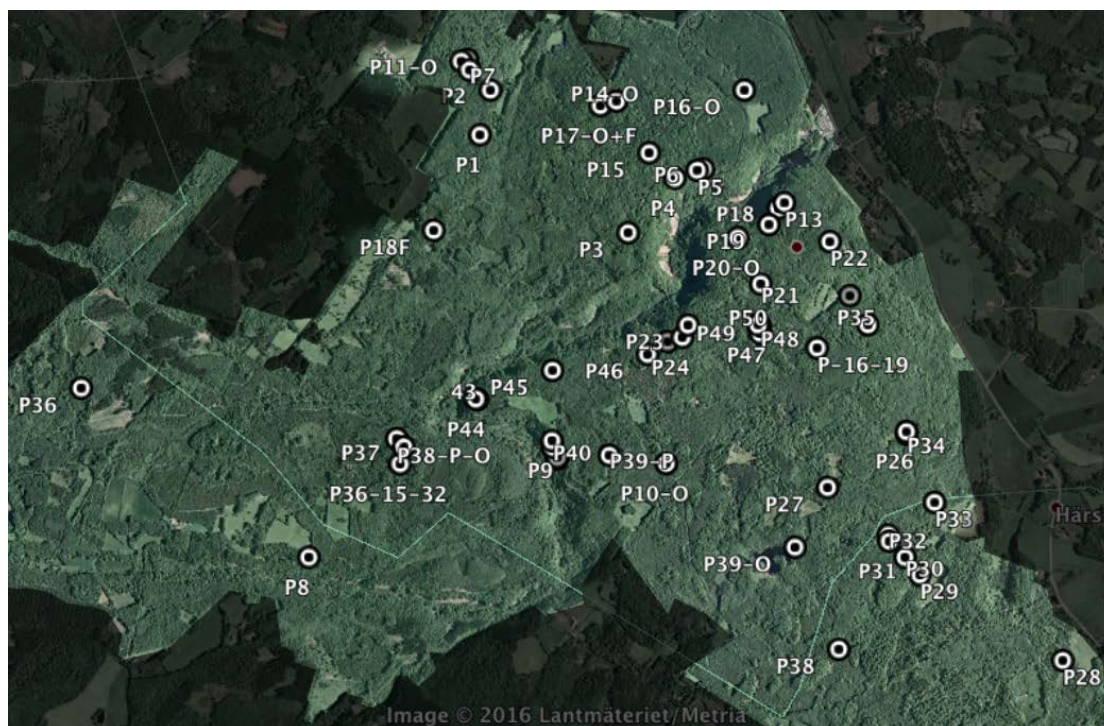 P11-O
P7
P2
P14-O
P16-O
P1
P17-O+F
P15
P6
P5
P4
P18
P13
P18F
P3
P19
P22
P20-O
P21
P50
P35
P49
P48
P23
P47
P46
P24
P-16-19
P36
43
P45
P44
P34
P37
P38-P-O
P40
P39-P
P26
P9
P36-15-32
P10-O
P27
P33
Härs
P32
P39-O
P31
P30
P8
P29
P38
P28
Image © 2016 Lantmäteriet/Metria